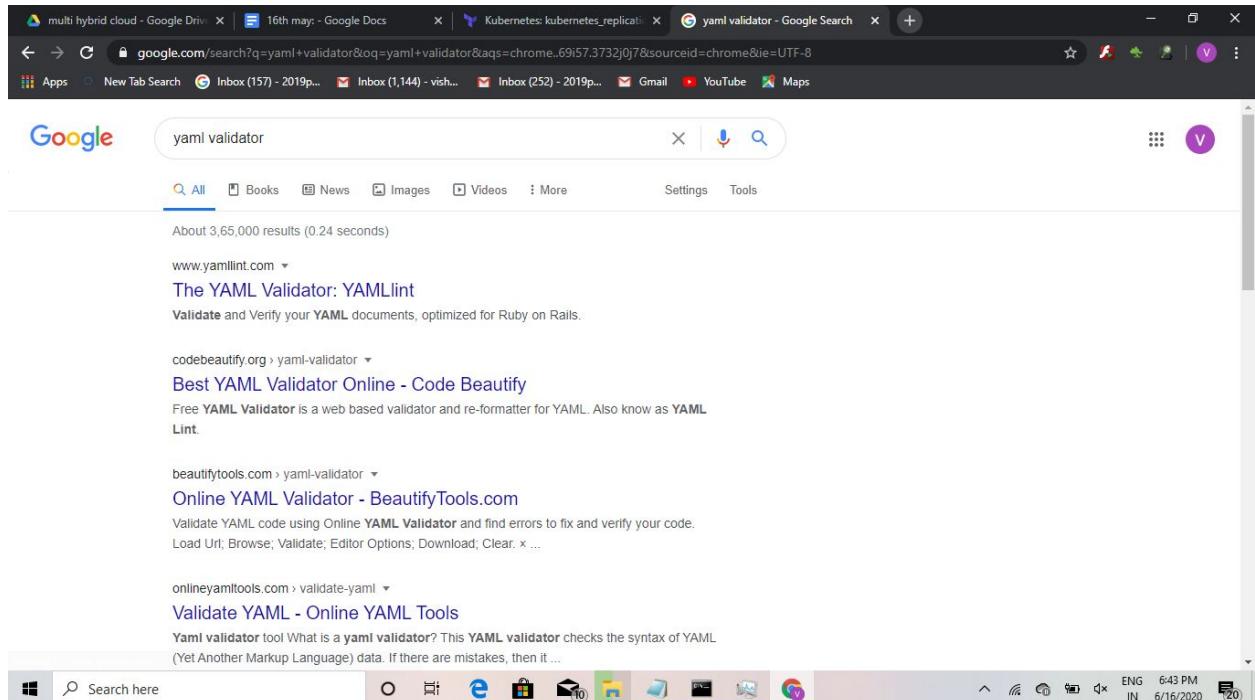 multi hybrid cloud - Google Driv
16th may: - Google Docs
Kubernetes: kubernetes_replicatio
yaml validator - Google Search
google.com/search?q=yaml+validator&oq=yaml+validator&aqs=chrome..69i57.3732j0j7&sourceid=chrome&ie=UTF-8
V
Apps New Tab Search Inbox (157) - 2019p... Inbox (1,144) - vish... Inbox (252) - 2019p... Gmail YouTube Maps
Google
yaml validator
V
All Books News Images Videos More Settings Tools
About 3,65,000 results (0.24 seconds)
www.yamllint.com
The YAML Validator: YAMLlint
Validate and Verify your YAML documents, optimized for Ruby on Rails.
codebeautify.org › yaml-validator
Best YAML Validator Online - Code Beautify
Free YAML Validator is a web based validator and re-formatter for YAML. Also know as YAML
Lint.
beautifytools.com › yaml-validator
Online YAML Validator - BeautifyTools.com
Validate YAML code using Online YAML Validator and find errors to fix and verify your code.
Load Url; Browse; Validate; Editor Options; Download; Clear. × ...
onlineyamltools.com › validate-yaml
Validate YAML - Online YAML Tools
Yaml validator tool What is a yaml validator? This YAML validator checks the syntax of YAML
(Yet Another Markup Language) data. If there are mistakes, then it ...
Search here
10
V
ENG
IN
6:43 PM
6/16/2020
20